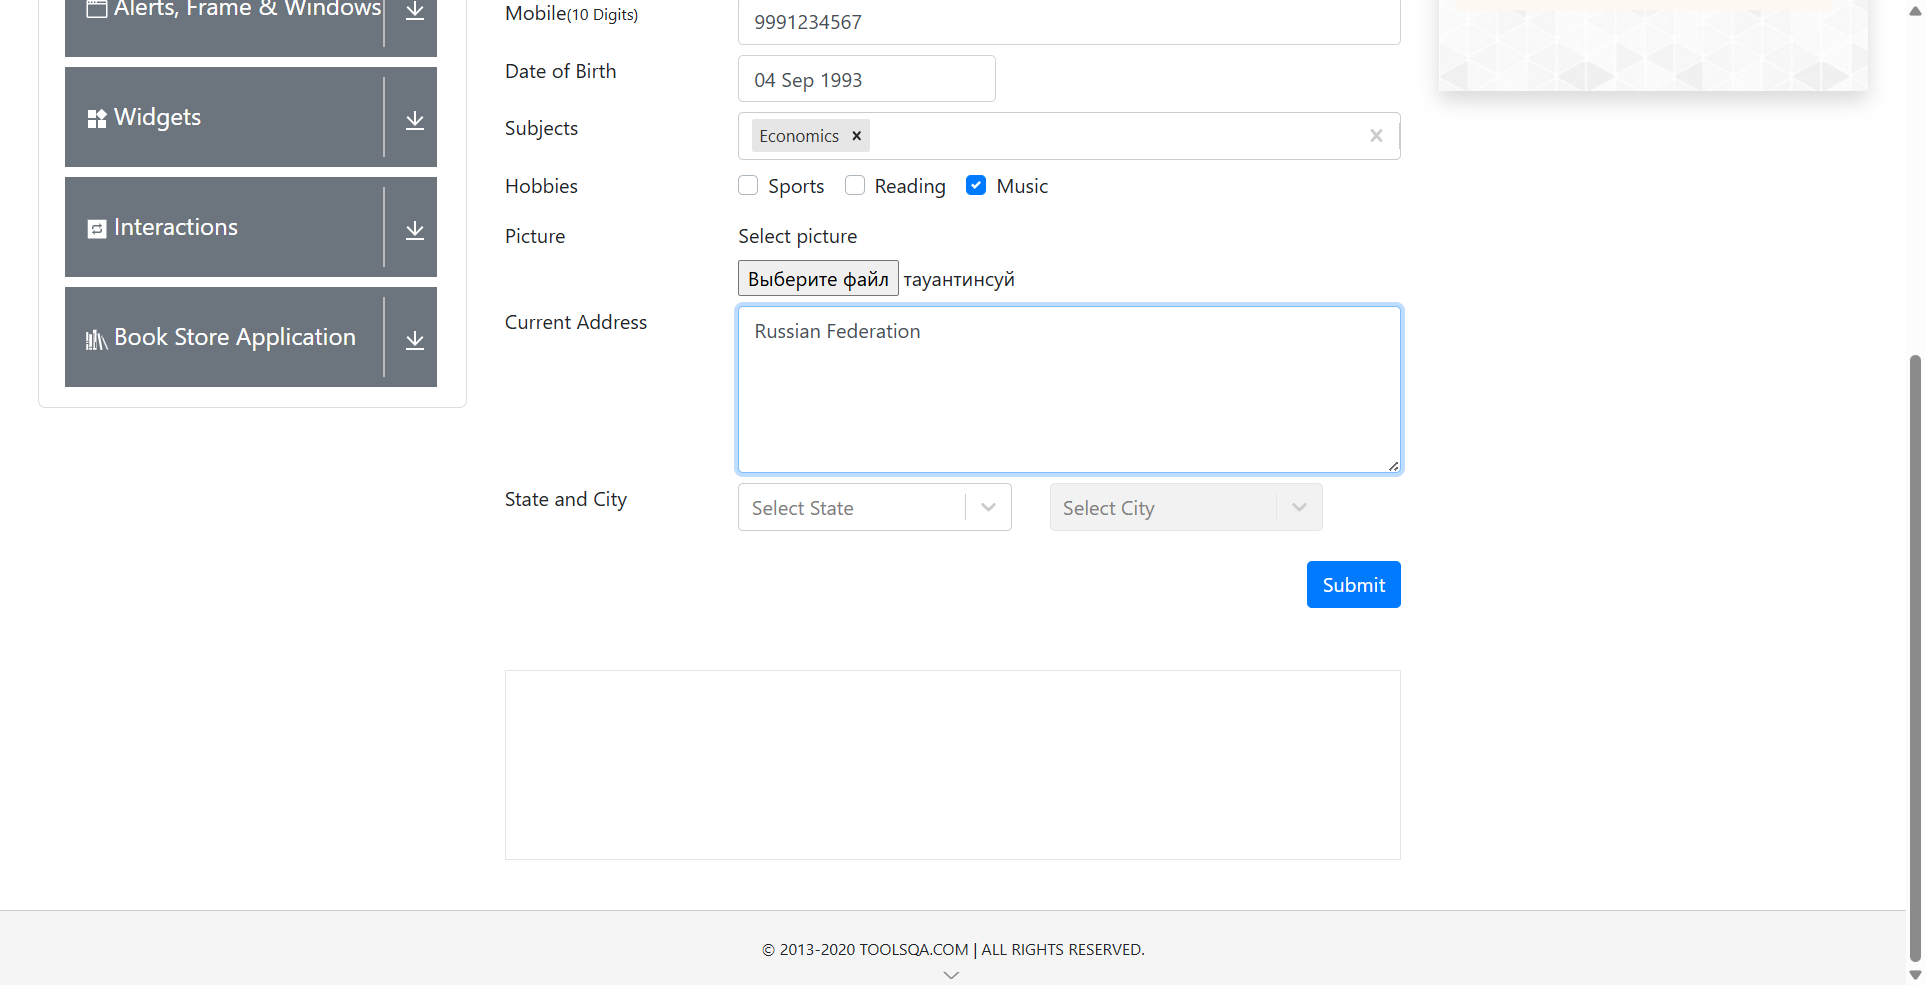 Alerts, Frame & Windows
Widgets
Interactions
Book Store Application
Mobile(10 Digits)
9991234567
Date of Birth
04 Sep 1993
Subjects
Economics
Hobbies
Sports
Reading
Music
Picture
Select picture
Выберите файл тауантинсуй
Current Address
Russian Federation
State and City
Select State
Select City
Submit
© 2013-2020 TOOLSQA.COM | ALL RIGHTS RESERVED.